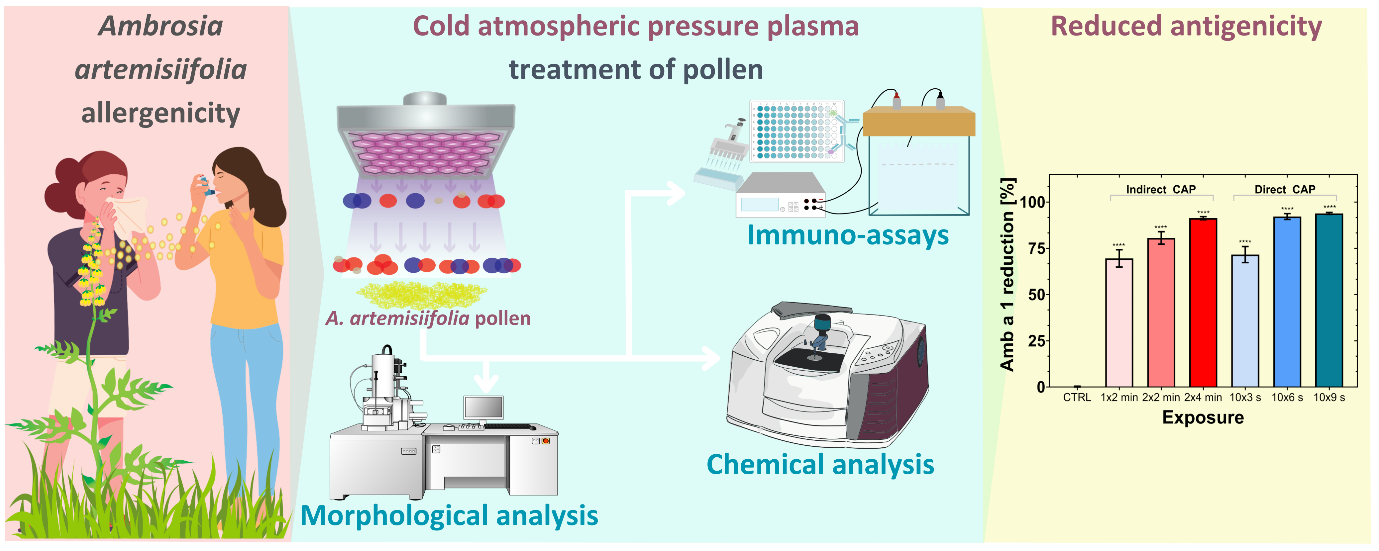 Ambrosia
artemisiifolia
allergenicity
Cold atmospheric pressure plasma
treatment of pollen
A. artemisiifolia pollen
Immuno-assays
Chemical analysis
Morphological analysis
Reduced antigenicity
Amb a 1 reduction [%]
100
75
50
25
0
Indirect CAP
Direct CAP
****
****
****
****
****
****
CTRL
1x2 min
2x2 min
2x4 min
10x3 s
10x6 s
10x9 s
Exposure